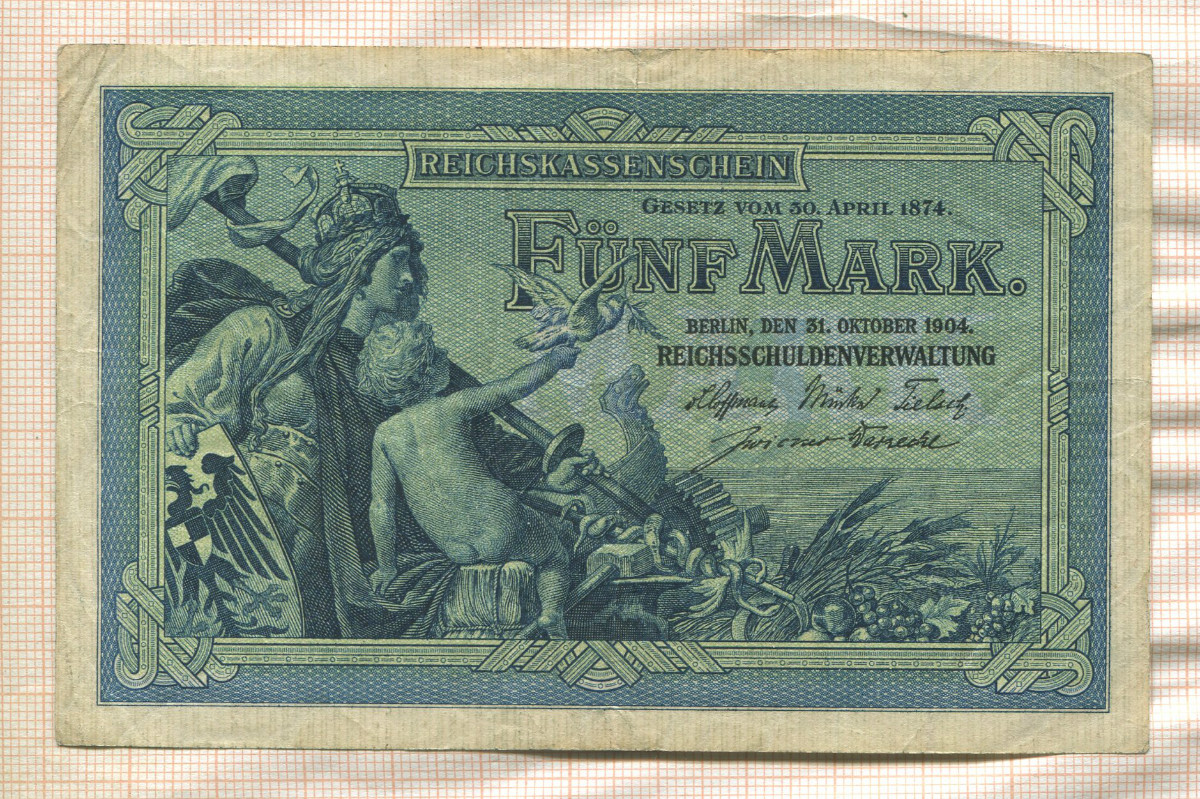 REICHSKASSENSCHEIN
GESETZ VOM 30. APRIL 1874.
FÜNF MARK.
BERLIN, DEN 31. OKTOBER 1904.
REICHSSCHULDENVERWALTUNG